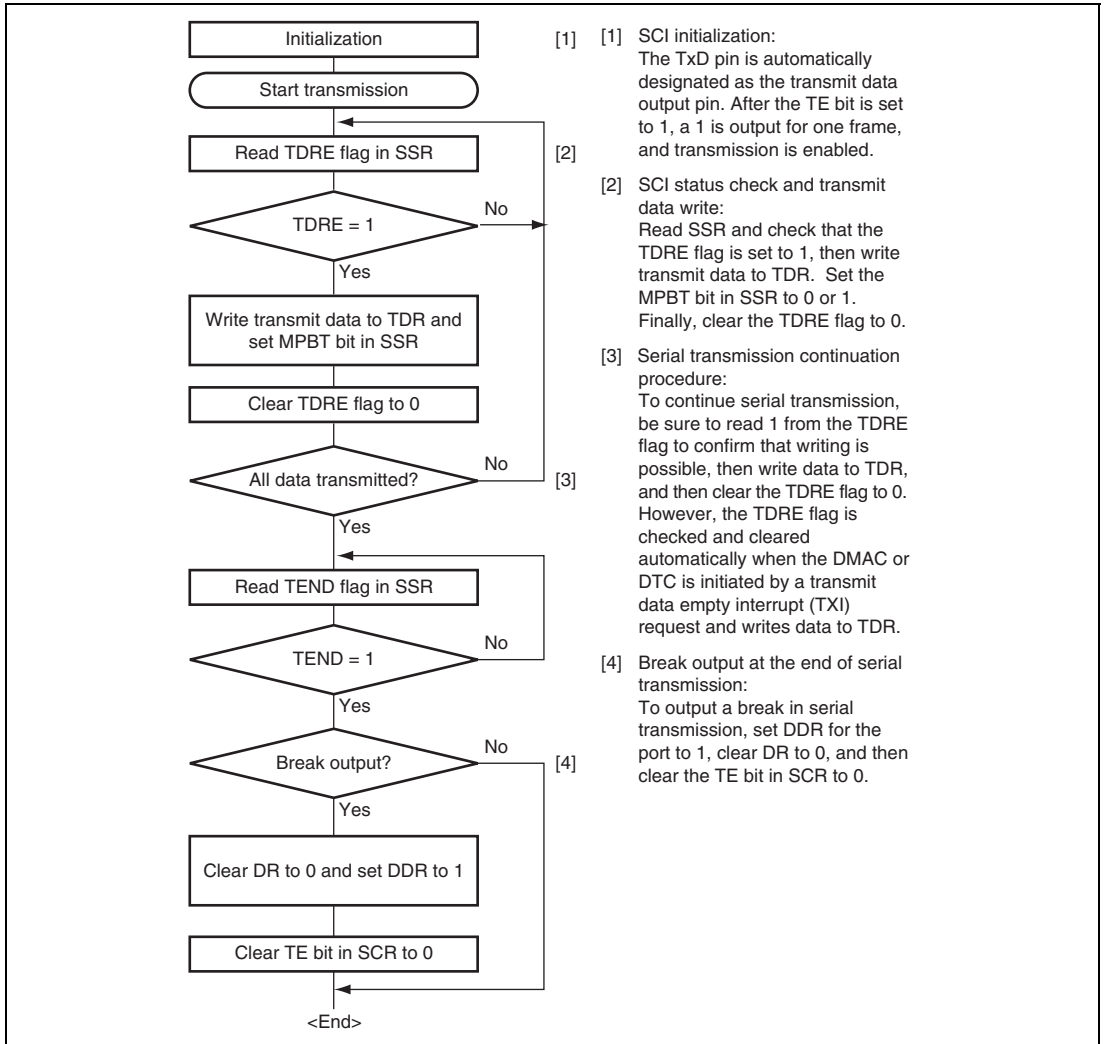 Initialization
[1]
Start transmission
Read TDRE flag in SSR
[2]
TDRE = 1
No
Yes
Write transmit data to TDR and
set MPBT bit in SSR
Clear TDRE flag to 0
All data transmitted?
No
[3]
Yes
Read TEND flag in SSR
TEND = 1
No
Yes
Break output?
No
[4]
Yes
Clear DR to 0 and set DDR to 1
Clear TE bit in SCR to 0
<End>
[1] SCI initialization:
The TxD pin is automatically
designated as the transmit data
output pin. After the TE bit is set
to 1, a 1 is output for one frame,
and transmission is enabled.
[2] SCI status check and transmit
data write:
Read SSR and check that the
TDRE flag is set to 1, then write
transmit data to TDR. Set the
MPBT bit in SSR to 0 or 1.
Finally, clear the TDRE flag to 0.
[3] Serial transmission continuation
procedure:
To continue serial transmission,
be sure to read 1 from the TDRE
flag to confirm that writing is
possible, then write data to TDR,
and then clear the TDRE flag to 0.
However, the TDRE flag is
checked and cleared
automatically when the DMAC or
DTC is initiated by a transmit
data empty interrupt (TXI)
request and writes data to TDR.
[4] Break output at the end of serial
transmission:
To output a break in serial
transmission, set DDR for the
port to 1, clear DR to 0, and then
clear the TE bit in SCR to 0.